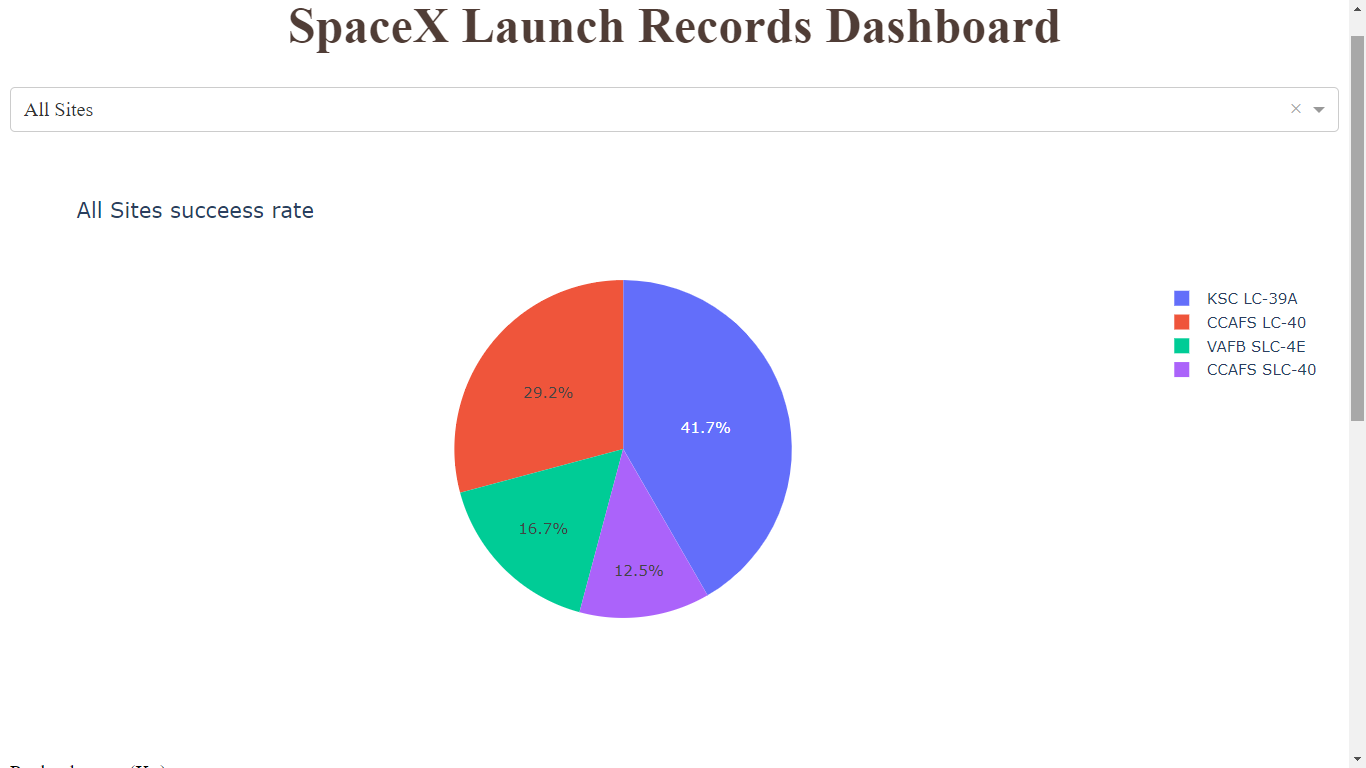 SpaceX Launch Records Dashboard
All Sites
×
All Sites succeess rate
KSC LC-39A
CCAFS LC-40
VAFB SLC-4E
CCAFS SLC-40
29.2%
41.7%
16.7%
12.5%